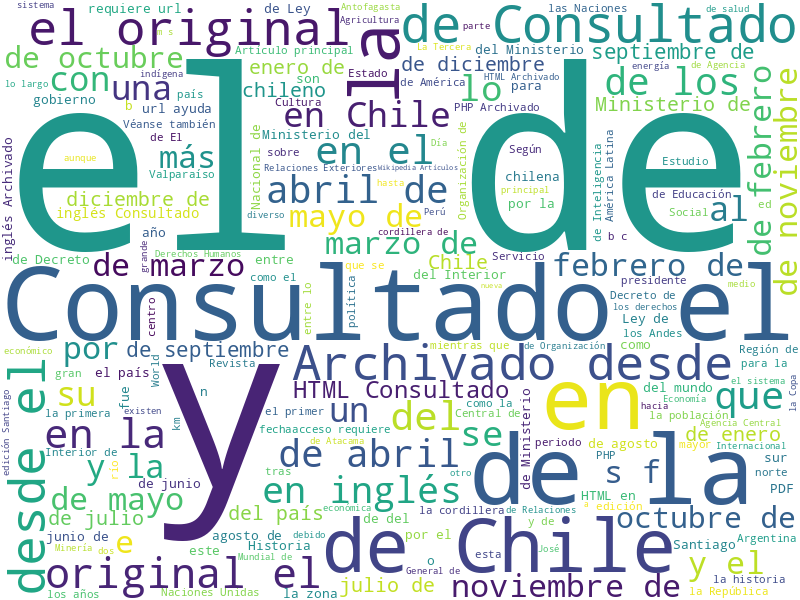 sistema
requiere url
de Ley
Antofagasta
las Naciones
de salud
Agricultura
el original
la
de Consultado
m s
Artículo principal
del Ministerio
parte
La Tercera
de octubre
enero de
son
Estado
de diciembre
septiembre de
indígena
de Agencia
energía
con
una
chileno
de América
HTML Archivado
lo largo
lo
para
de los
gobierno
país
b
url ayuda
Cultura
en Chile
PHP Archivado
Ministerio de
Véanse también
de El
Ministerio del
Día
el
de
más
en el
Según
Estudio
aunque
sobre
Valparaíso
Relaciones Exteriores
Wikipedia Artículos
chilena
principal
de Educación
inglés Archivado
diciembre de
Nacional de
abril de
hasta
Organización de
por la
de Inteligencia
América Latina
Social
ed
al
de febrero
de noviembre
inglés Consultado
diverso
mayo de
Perú
año
cordillera de
marzo de
Servicio
b c
de Decreto
grande
Derechos Humanos
entre
Chile
del Interior
presidente
de marzo
como el
que se
febrero de
medio
Consultado el
centro
entre lo
política
nueva
Decreto de
los derechos
Ley de
los Andes
económico
por
de septiembre
mientras que
de Organización
como
Región de
para la
gran
el país
World
Revista
Archivado desde
y
en
su
fue
n
HTML Consultado
como la
del mundo
Economía
hacia
el sistema
la Copa
que
la primera
existen
el primer
un
del
Central de
la población
Agencia Central
desde el
edición Santiago
km
fechaacceso requiere
se
de Ministerio
periodo
de agosto
mayor
Internacional
de enero
en la
de Atacama
de abril
otro
PHP
sur
norte
Interior de
y la
río
tras
de la
s f
PDF
de junio
en inglés
económica
la cordillera
HTML en
a
edición
de mayo
de julio
del país
de del
de Relaciones
y de
octubre de
junio de
e
agosto de
debido
por el
Argentina
Minería
dos
este
Historia
de Chile
o
esta
José
Santiago
y el
original el
Mundial de
General de
la historia
los años
Naciones Unidas
la zona
julio de
noviembre de
la República